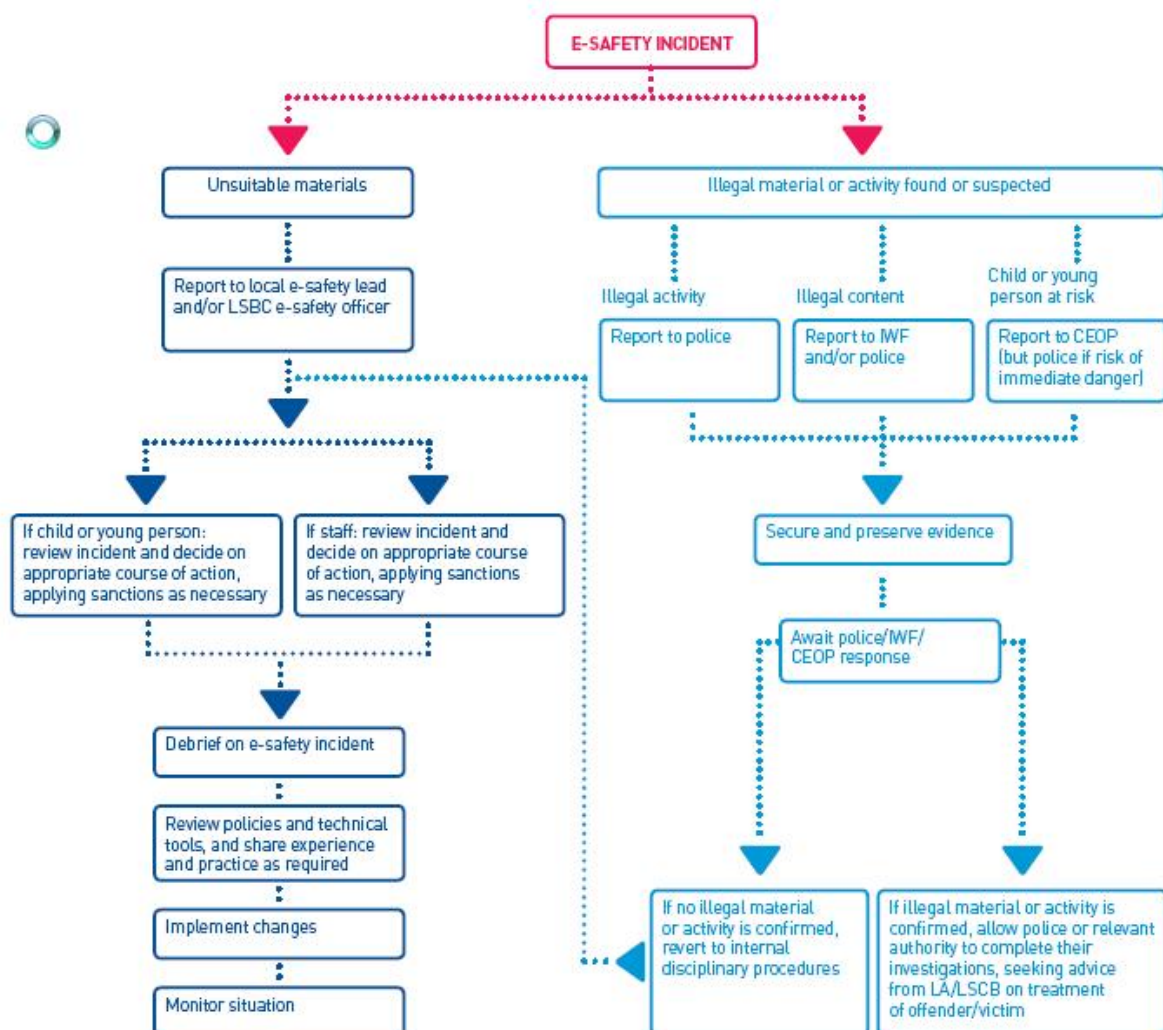 E-SAFETY INCIDENT
Unsuitable materials
Report to local e-safety lead
and/or LSBC e-safety officer
If child or young person:
review incident and decide on
appropriate course of action,
applying sanctions as necessary
If staff: review incident and
decide on appropriate course
of action, applying sanctions
as necessary
Debrief on e-safety incident
Review policies and technical
tools, and share experience
and practice as required
Implement changes
Monitor situation
Illegal material or activity found or suspected
Illegal activity
Report to police
Illegal content
Report to IWF
and/or police
Child or young
person at risk
Report to CEOP
(but police if risk of
immediate danger)
Secure and preserve evidence
Await police/IWF/
CEOP response
If no illegal material
or activity is confirmed,
revert to internal
disciplinary procedures
If illegal material or activity is
confirmed, allow police or relevant
authority to complete their
investigations, seeking advice
from LA/LSCB on treatment
of offender/victim